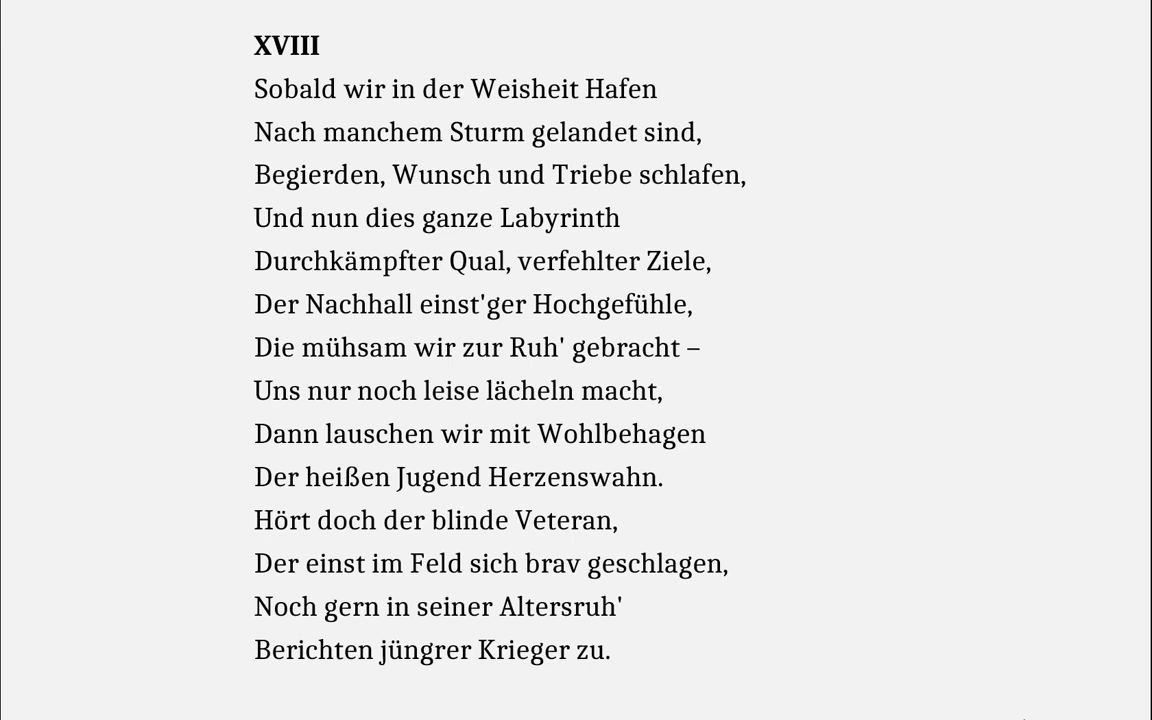 XVIII
Sobald wir in der Weisheit Hafen
Nach manchem Sturm gelandet sind,
Begierden, Wunsch und Triebe schlafen,
Und nun dies ganze Labyrinth
Durchkämpfter Qual, verfehlter Ziele,
Der Nachhall einst'ger Hochgefühle,
Die mühsam wir zur Ruh' gebracht –
Uns nur noch leise lächeln macht,
Dann lauschen wir mit Wohlbehagen
Der heißen Jugend Herzenswahn.
Hört doch der blinde Veteran,
Der einst im Feld sich brav geschlagen,
Noch gern in seiner Altersruh'
Berichten jüngrer Krieger zu.